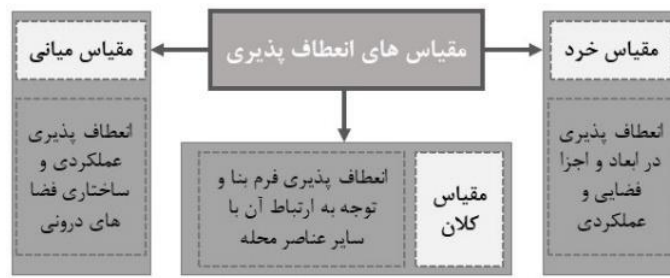 مقیاس های انعطاف پذیری
مقیاس خرد
انعطاف پذیری
در ابعاد و اجزا
فضایی و
عملکردی
مقیاس
کلان
انعطاف پذیری فرم بنا و
توجه به ارتباط آن با
سایر عناصر محله
مقیاس میانی
انعطاف پذیری
عملکردی و
ساختاری فضا
های درونی